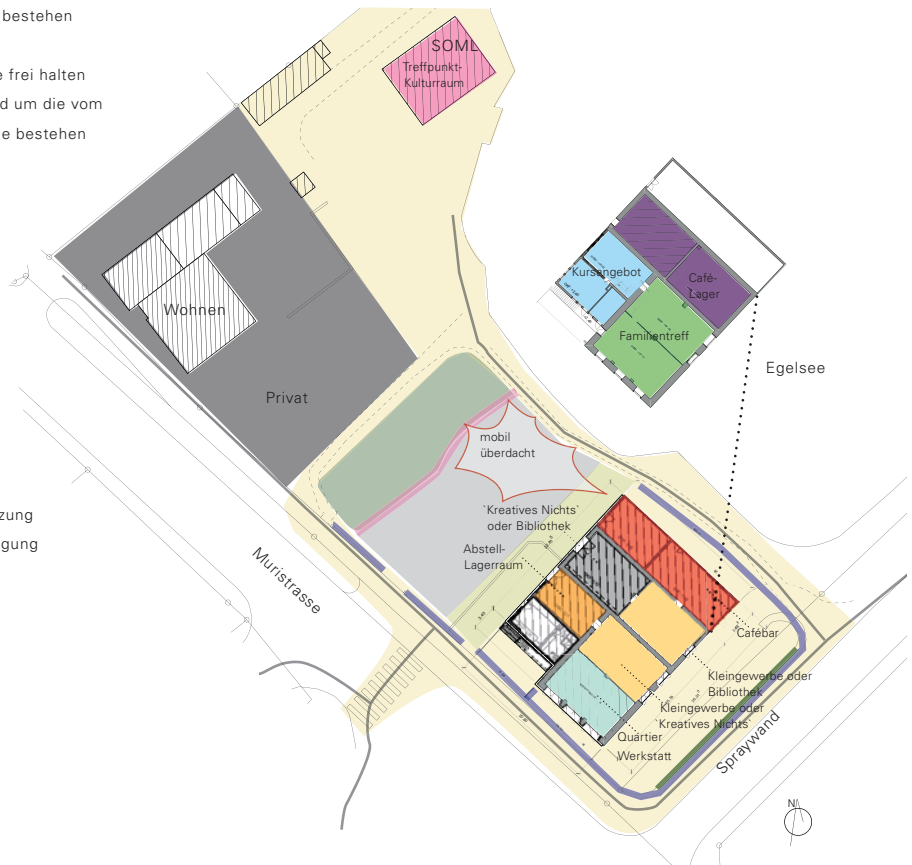 bestehen
e frei halten
d um die vom
e bestehen
SOML
Treffpunkt-
Kulturraum
Wohnen
Privat
Kursangebot
Café-
Lager
Familientreff
Egelsee
mobil
überdacht
zung
gung
`Kreatives Nichts`
oder Bibliothek
Abstell-
Lagerraum
Muristrasse
Cafébar
Kleingewerbe oder
Bibliothek
Kleingewerbe oder
`Kreatives Nichts`
Quartier
Werkstatt
Spraywand
N